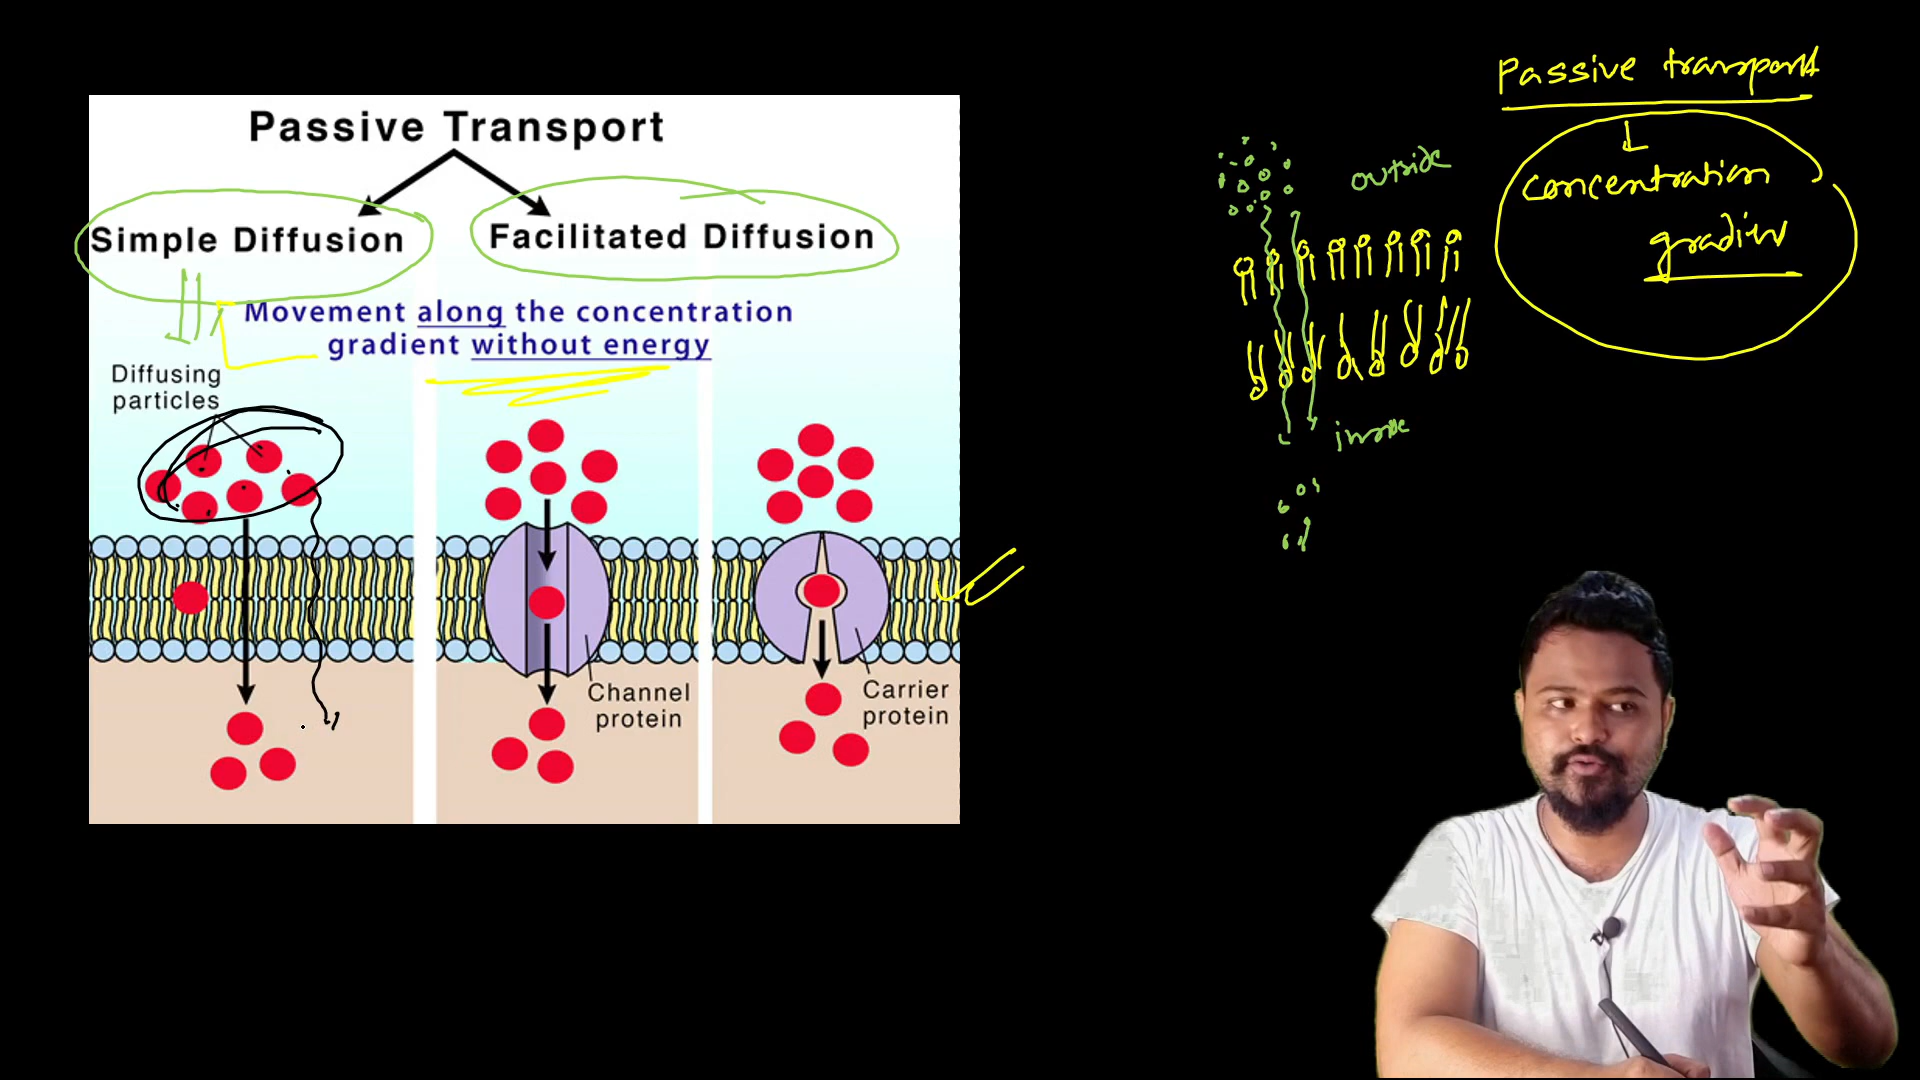 Passive Transport
Simple Diffusion
Facilitated Diffusion
Movement along the concentration
gradient without energy
Diffusing
particles
Channel
protein
Carrier
protein
Passive transport
concentration
gradien
outside
inside